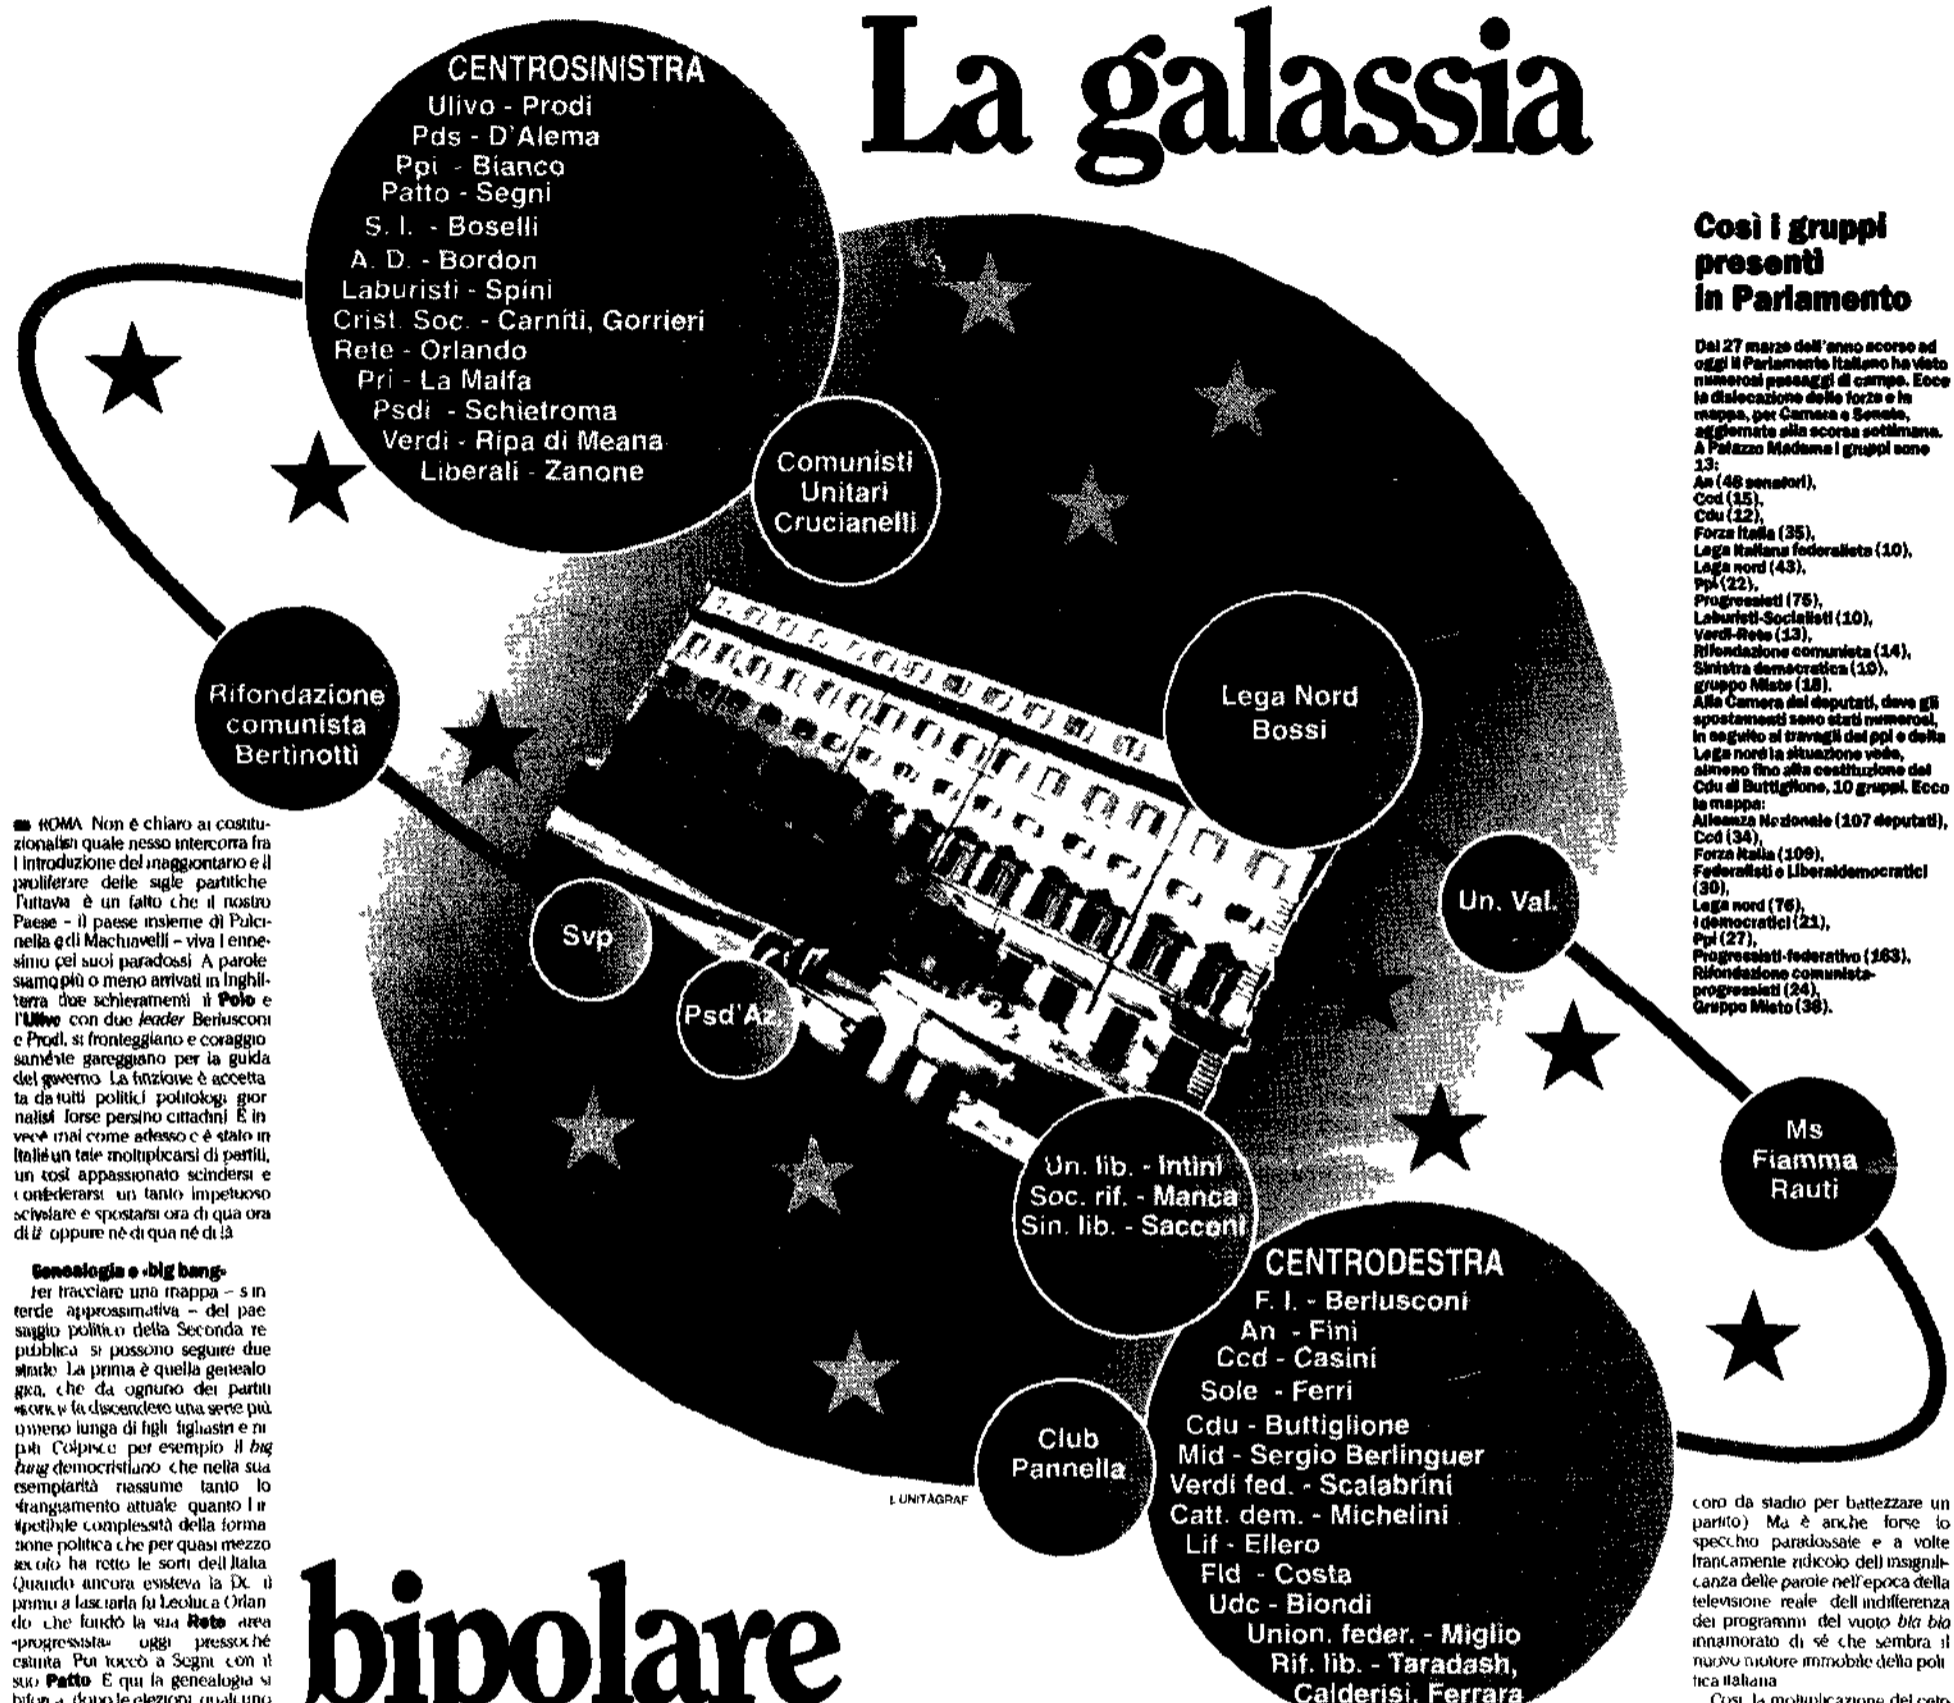 La galassia
CENTROSINISTRA
Ulivo - Prodi
Pds - D'Alema
Ppi - Bianco
Patto - Segni
S. I. - Boselli
A. D. - Bordon
Laburisti - Spini
Crist. Soc. - Carniti, Gorrieri
Rete - Orlando
Pri - La Malfa
Psdi - Schietroma
Verdi - Ripa di Meana
Liberali - Zanone
Comunisti
Unitari
Crucianelli
Rifondazione
comunista
Bertinotti
Lega Nord
Bossi
Svp
Psd'Az.
Un. Val.
Ms
Fiamma
Rauti
Un. lib. - Intini
Soc. rif. - Manca
Sin. lib. - Sacconi
Club
Pannella
CENTRODESTRA
F. I. - Berlusconi
An - Fini
Ccd - Casini
Sole - Ferri
Cdu - Buttiglione
Mid - Sergio Berlinguer
Verdi fed. - Scalabrini
Catt. dem. - Michelini
Lif - Ellero
Fld - Costa
Udc - Biondi
Union. feder. - Miglio
Rif. lib. - Taradash,
Calderisi, Ferrara
L'UNITÀGRAF
bipolare
Così i gruppi
presenti
in Parlamento
Dal 27 marzo dell'anno scorso ad
oggi il Parlamento italiano ha visto
numerosi passaggi di campo. Ecco
la dislocazione delle forze e la
mappa, per Camera e Senato,
aggiornata alla scorsa settimana.
A Palazzo Madama i gruppi sono
13:
An (48 senatori),
Ccd (15),
Cdu (12),
Forza Italia (35),
Lega italiana federalista (10),
Lega nord (43),
Ppi (22),
Progressisti (75),
Laburisti-Socialisti (10),
Verdi-Rete (13),
Rifondazione comunista (14),
Sinistra democratica (10),
gruppo Misto (18).
Alla Camera dei deputati, dove gli
spostamenti sono stati numerosi,
in seguito ai travagli del ppi e della
Lega nord la situazione vede,
almeno fino alla costituzione del
Cdu di Buttiglione, 10 gruppi. Ecco
la mappa:
Alleanza Nazionale (107 deputati),
Ccd (34),
Forza Italia (109),
Federalisti e Liberaldemocratici
(30),
Lega nord (76),
I democratici (21),
Ppi (27),
Progressisti-federativo (163),
Rifondazione comunista-
progressisti (24),
Gruppo Misto (38).
ROMA Non è chiaro ai costitu-
zionalisti quale nesso intercorra fra
l introduzione del maggioritario e il
proliferare delle sigle partitiche
Tuttavia è un fatto che il nostro
Paese – il paese insieme di Pulci-
nella e di Machiavelli – viva l enne-
simo dei suoi paradossi A parole
siamo più o meno arrivati in Inghil-
terra due schieramenti il Polo e
l'Ulivo con due leader Berlusconi
e Prodi, si fronteggiano e coraggio
samente gareggiano per la guida
del governo La finzione è accetta
ta da tutti politici politologi gior
nalisti forse persino cittadini E in
vece mai come adesso c è stato in
Italia un tale moltiplicarsi di partiti,
un così appassionato scindersi e
confederarsi un tanto impetuoso
scivolare e spostarsi ora di qua ora
di là oppure né di qua né di là
Genealogia e «big bang»
Per tracciare una mappa – s in
tende approssimativa – del pae
saggio politico della Seconda re
pubblica si possono seguire due
strade La prima è quella genealo
gica, che da ognuno dei partiti
storici fa discendere una serie più
o meno lunga di figli figliastri e ni
poti Colpisce per esempio il big
bang democristiano che nella sua
esemplarità riassume tanto lo
sfrangiamento attuale quanto l ir
ripetibile complessità della forma
zione politica che per quasi mezzo
secolo ha retto le sorti dell Italia
Quando ancora esisteva la Dc il
primo a lasciarla fu Leoluca Orlan
do che fondò la sua Rete area
«progressista» oggi pressoché
estinta Poi toccò a Segni con il
suo Patto E qui la genealogia si
dopo le elezioni qualcuno
coro da stadio per battezzare un
partito) Ma è anche forse lo
specchio paradossale e a volte
francamente ridicolo dell insignifi-
canza delle parole nell'epoca della
televisione reale dell indifferenza
dei programmi del vuoto bla bla
innamorato di sé che sembra il
nuovo motore immobile della poli
tica italiana
Così la moltiplicazione del